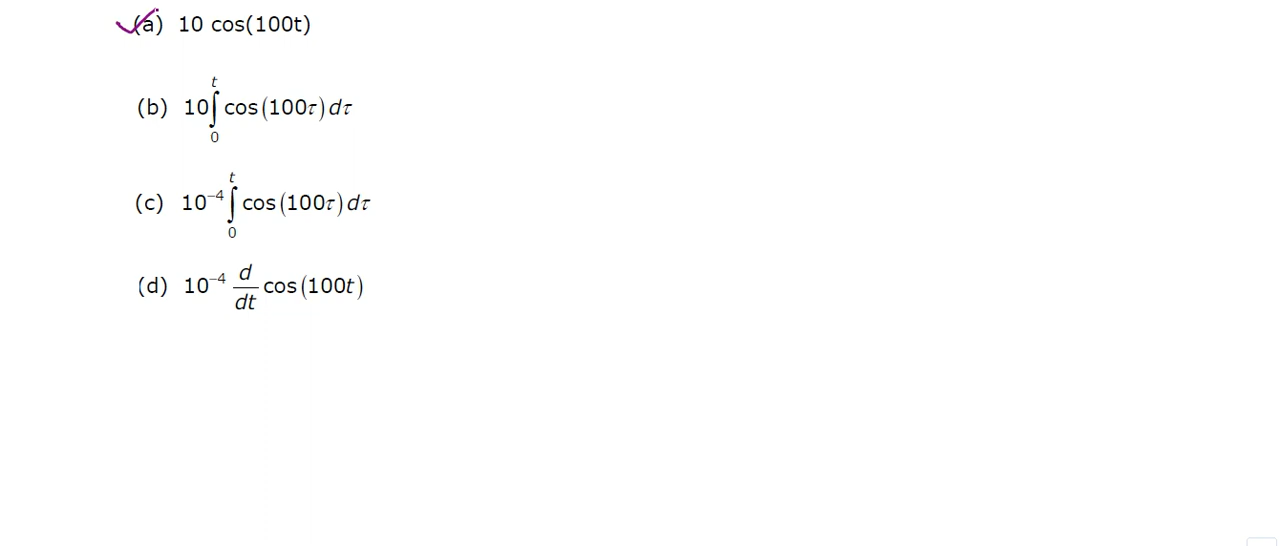 (a) 10 cos(100t)
(b) 10∫₀ᵗ cos(100τ)dτ
(c) 10⁻⁴∫₀ᵗ cos(100τ)dτ
(d) 10⁻⁴ d/dt cos(100t)